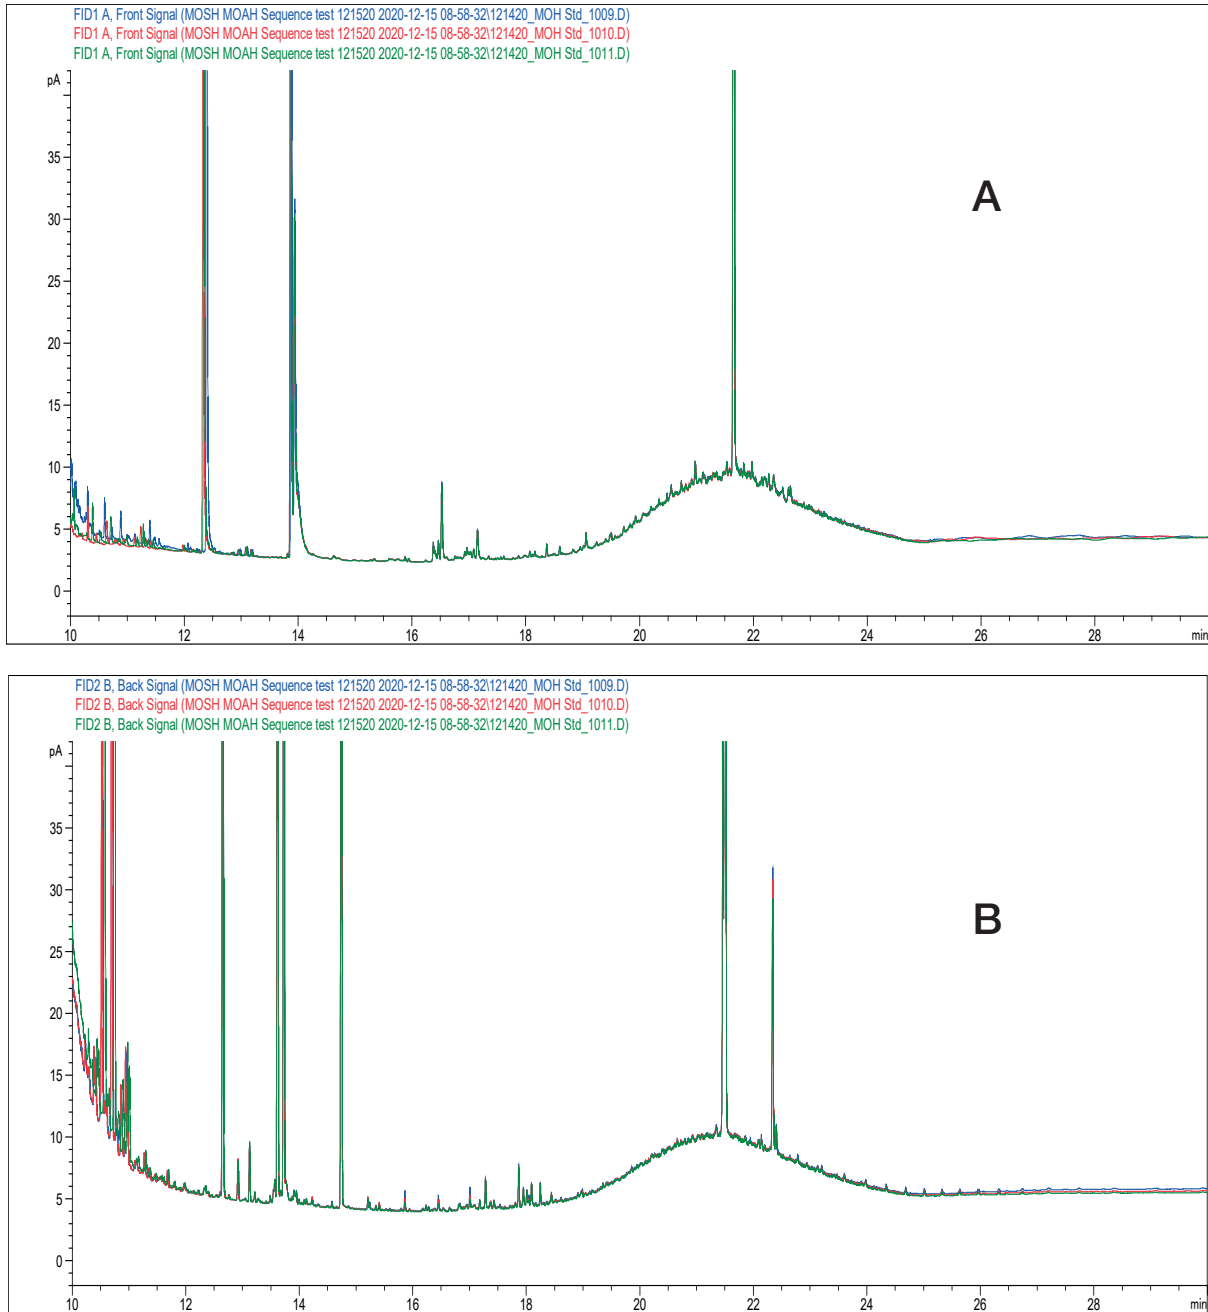 FID1 A, Front Signal (MOSH MOAH Sequence test 121520 2020-12-15 08-58-32\121420_MOH Std_1009.D)
FID1 A, Front Signal (MOSH MOAH Sequence test 121520 2020-12-15 08-58-32\121420_MOH Std_1010.D)
FID1 A, Front Signal (MOSH MOAH Sequence test 121520 2020-12-15 08-58-32\121420_MOH Std_1011.D)
pA
35
30
25
20
15
10
5
0
A
10 12 14 16 18 20 22 24 26 28 min
FID2 B, Back Signal (MOSH MOAH Sequence test 121520 2020-12-15 08-58-32\121420_MOH Std_1009.D)
FID2 B, Back Signal (MOSH MOAH Sequence test 121520 2020-12-15 08-58-32\121420_MOH Std_1010.D)
FID2 B, Back Signal (MOSH MOAH Sequence test 121520 2020-12-15 08-58-32\121420_MOH Std_1011.D)
pA
35
30
25
20
15
10
5
0
B
10 12 14 16 18 20 22 24 26 28 min